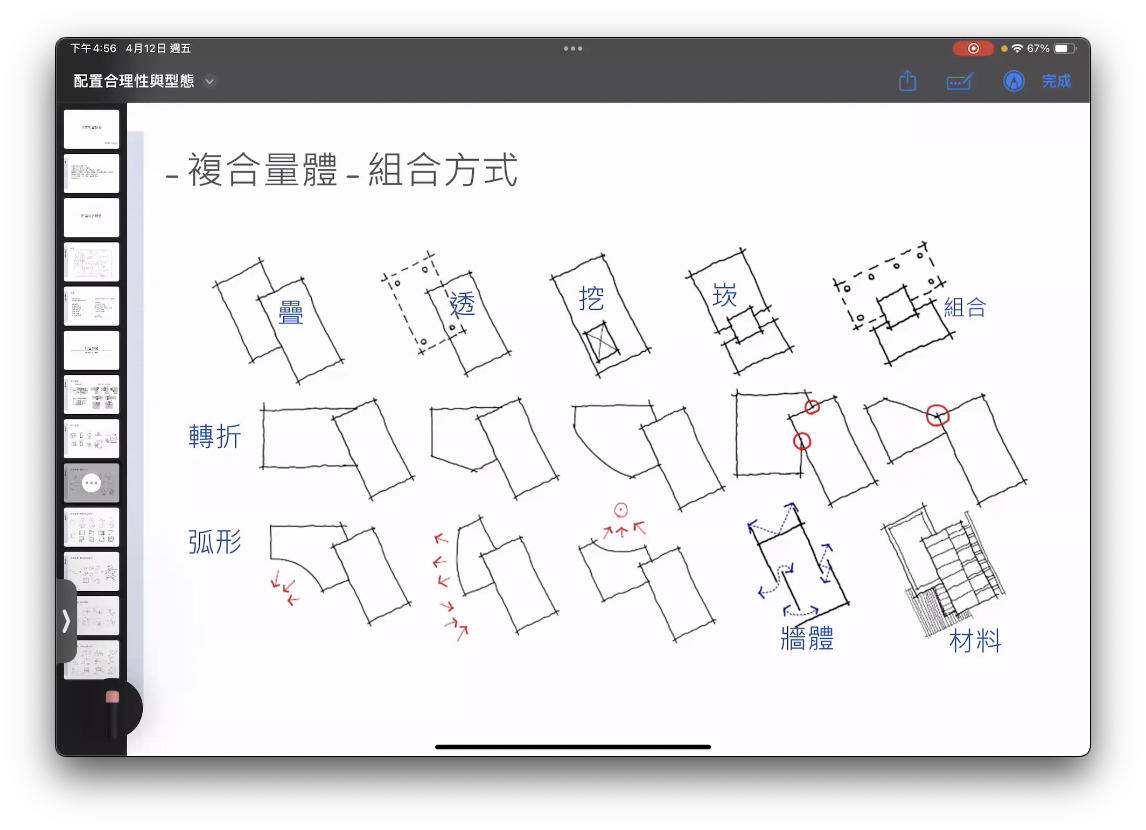 下午4:56 4月12日 週五
67%
配置合理性與型態
完成
-複合量體-組合方式
疊
透
挖
崁
組合
轉折
弧形
牆體
材料